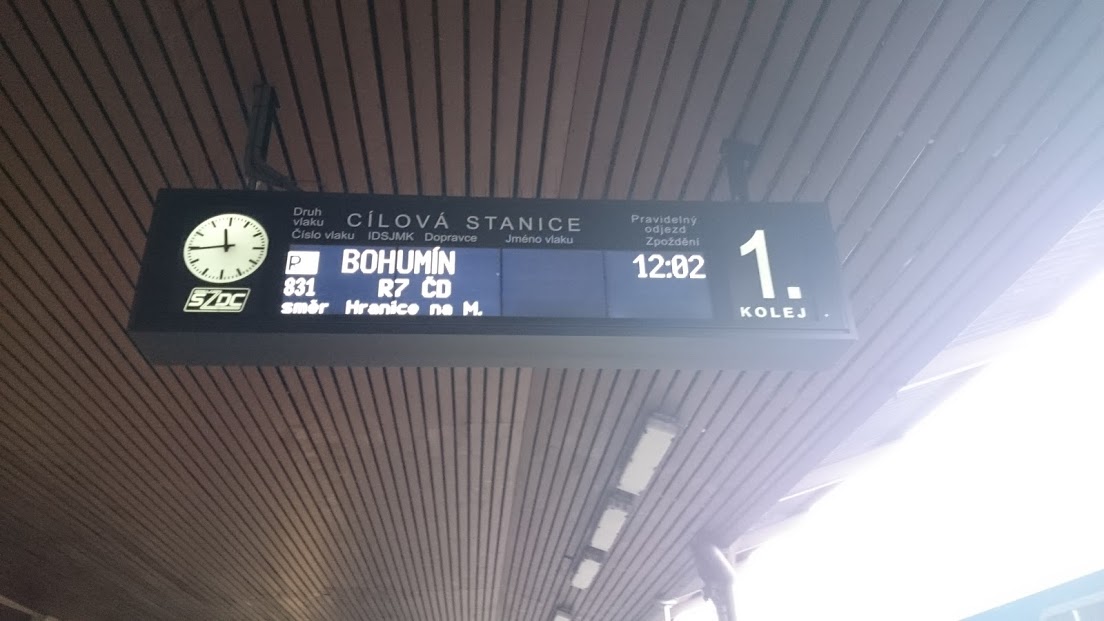 Druh vlaku
CÍLOVÁ STANICE
Pravidelný odjezd
Číslo vlaku IDSJMK Dopravce Jméno vlaku
Zpoždění
P BOHUMÍN 12:02
831 R7 ČD
směr Hranice na M.
SŽDC
1.
KOLEJ